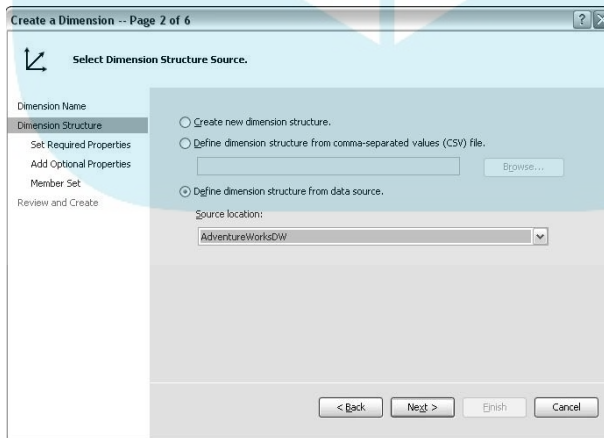 Create a Dimension -- Page 2 of 6
Select Dimension Structure Source.
Dimension Name
Dimension Structure
Set Required Properties
Add Optional Properties
Member Set
Review and Create
Create new dimension structure.
Define dimension structure from comma-separated values (CSV) file.
Browse...
Define dimension structure from data source.
Source location:
AdventureWorksDW
< Back
Next >
Finish
Cancel